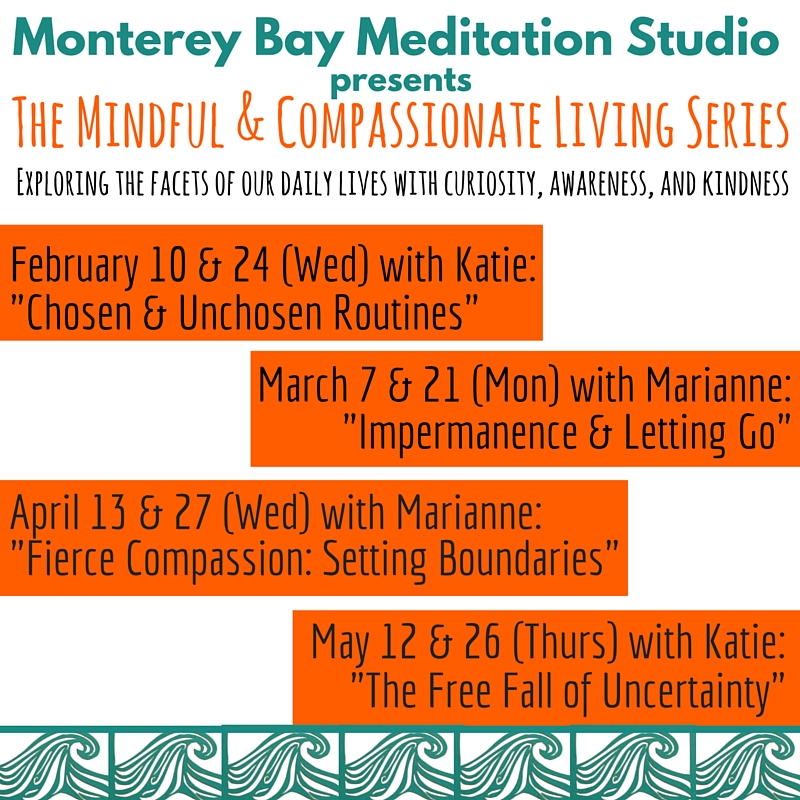 Monterey Bay Meditation Studio
presents
The Mindful & Compassionate Living Series
Exploring the facets of our daily lives with curiosity, awareness, and kindness
February 10 & 24 (Wed) with Katie:
"Chosen & Unchosen Routines"
March 7 & 21 (Mon) with Marianne:
"Impermanence & Letting Go"
April 13 & 27 (Wed) with Marianne:
"Fierce Compassion: Setting Boundaries"
May 12 & 26 (Thurs) with Katie:
"The Free Fall of Uncertainty"